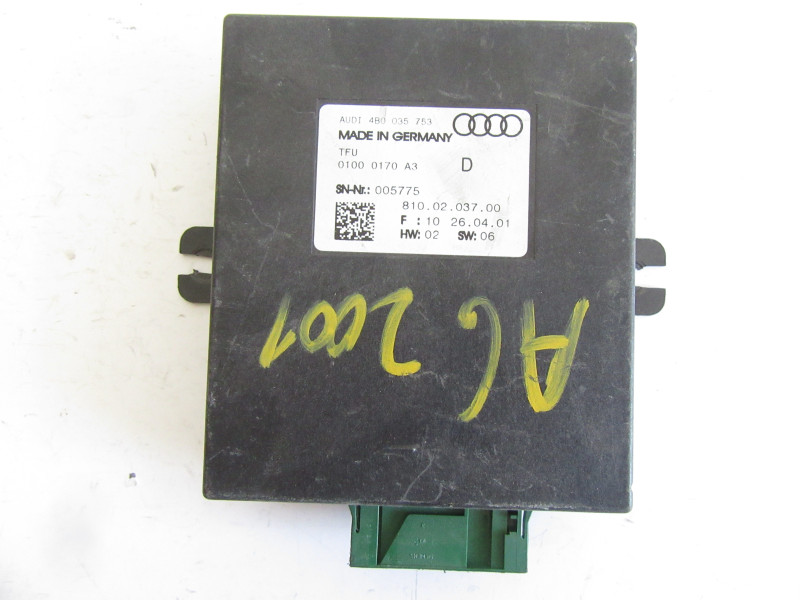 AUDI 4B0 035 753
MADE IN GERMANY
TFU
0100 0170 A3 D
SN-Nr.: 005775
810.02.037.00
F : 10 26.04.01
HW: 02 SW: 06
A6 2001